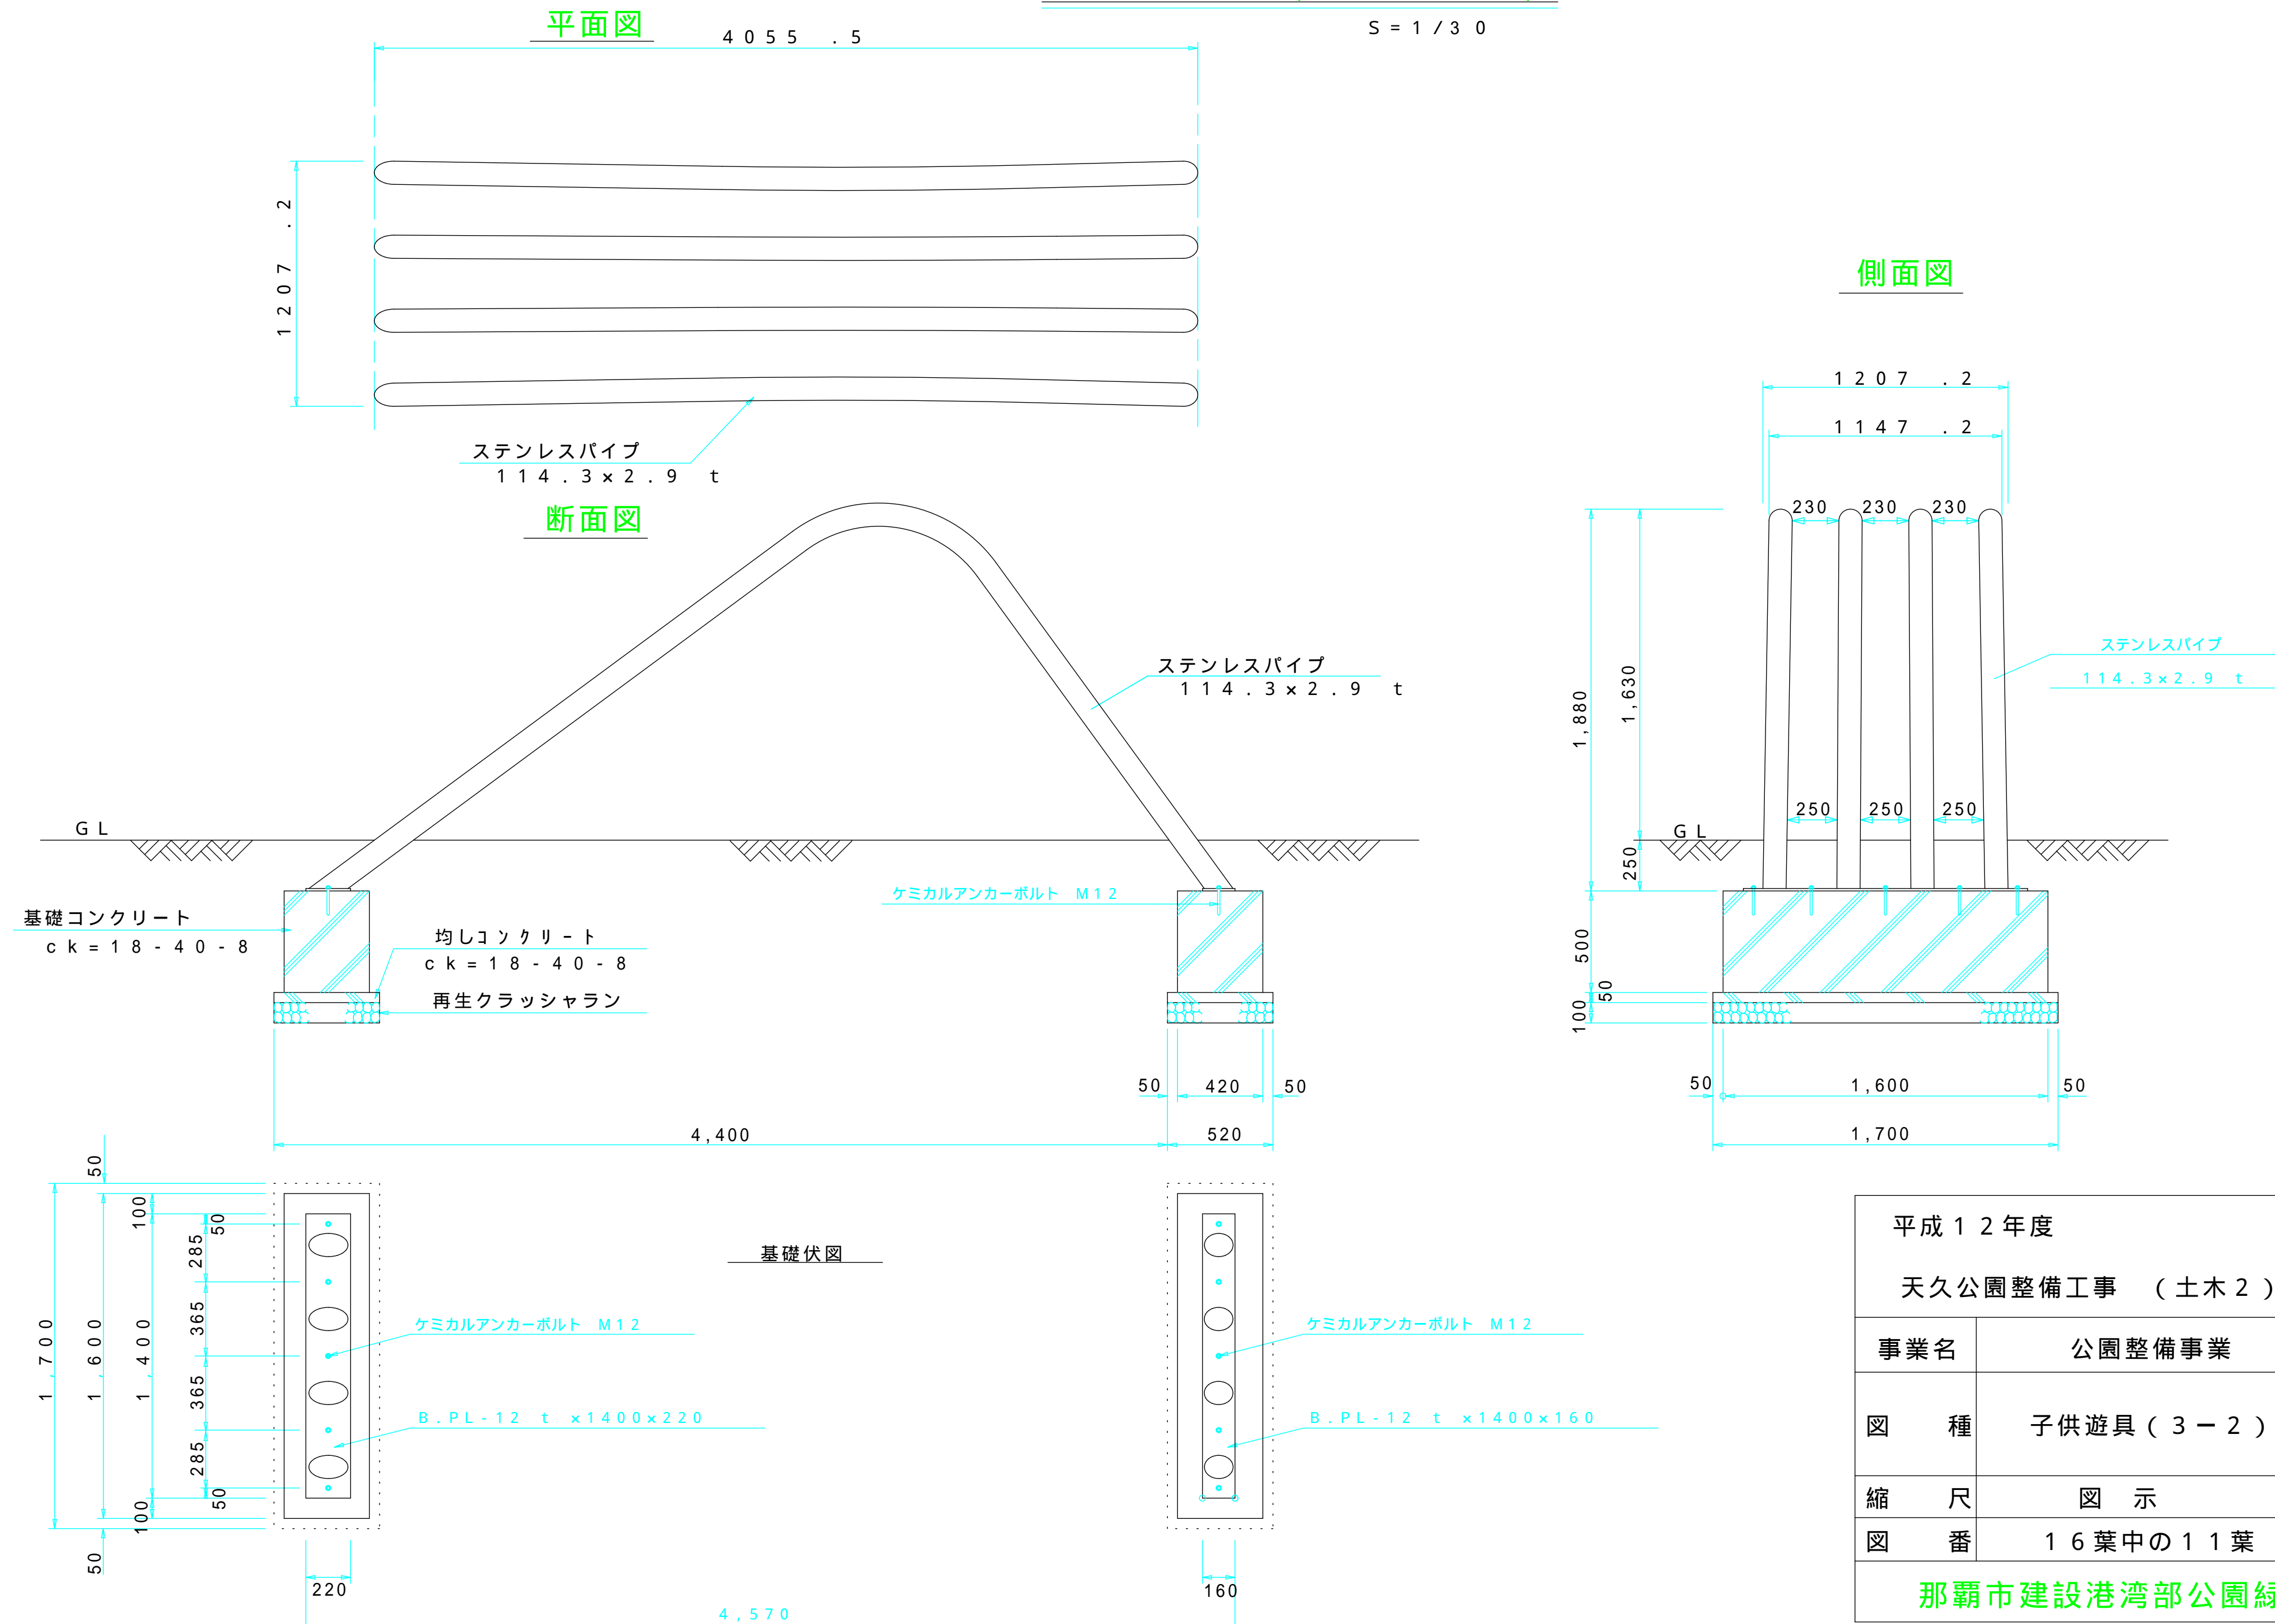 平面図
4055.5
S=1/30
1207.2
ステンレスパイプ
114.3×2.9 t
断面図
側面図
1207.2
1147.2
230 230 230
ステンレスパイプ
114.3×2.9 t
ステンレスパイプ
114.3×2.9 t
1,880
1,630
250 250 250
GL
GL
250
ケミカルアンカーボルト M12
基礎コンクリート
ck=18-40-8
均しコンクリート
ck=18-40-8
再生クラッシャラン
500
50
100
50 420 50
50 1,600 50
4,400
520
1,700
50
100
50
285
365
365
285
50
100
50
1,700
1,600
1,400
基礎伏図
ケミカルアンカーボルト M12
ケミカルアンカーボルト M12
B.PL-12 t ×1400×220
B.PL-12 t ×1400×160
220
160
4,570
平成12年度
天久公園整備工事 (土木2)
事業名 公園整備事業
図種 子供遊具(3-2)
縮尺 図示
図番 16葉中の11葉
那覇市建設港湾部公園緑